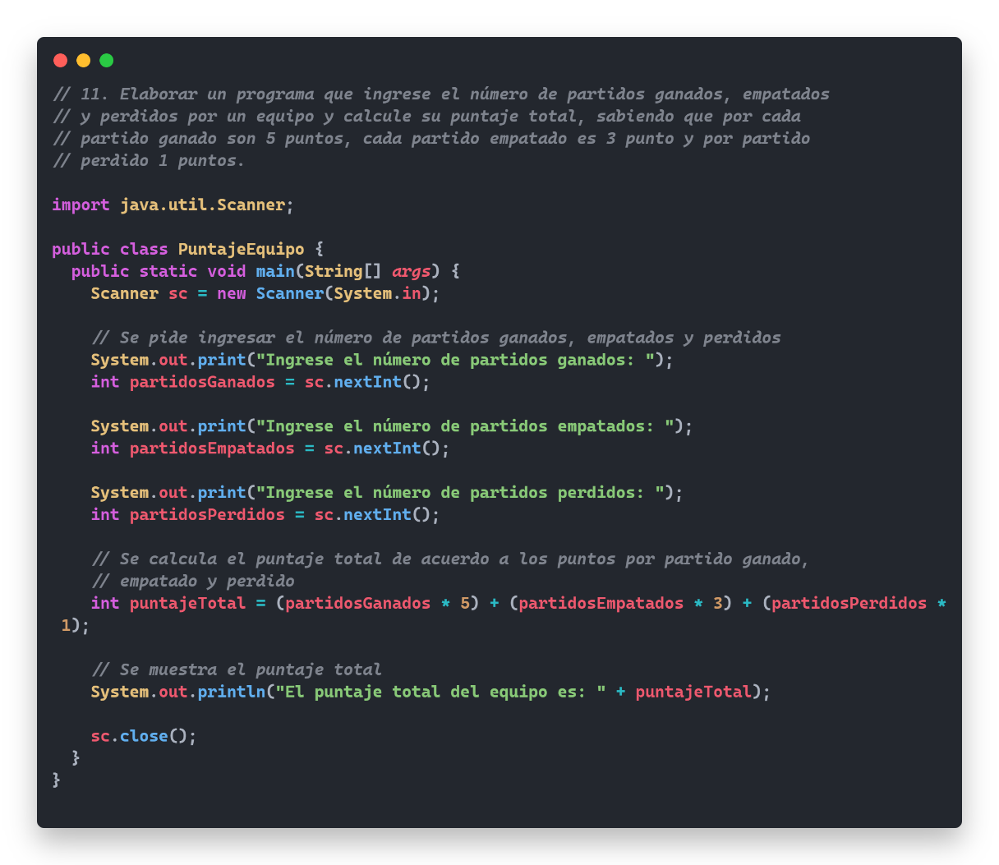 // 11. Elaborar un programa que ingrese el número de partidos ganados, empatados
// y perdidos por un equipo y calcule su puntaje total, sabiendo que por cada
// partido ganado son 5 puntos, cada partido empatado es 3 punto y por partido
// perdido 1 puntos.

import java.util.Scanner;

public class PuntajeEquipo {
  public static void main(String[] args) {
    Scanner sc = new Scanner(System.in);

    // Se pide ingresar el número de partidos ganados, empatados y perdidos
    System.out.print("Ingrese el número de partidos ganados: ");
    int partidosGanados = sc.nextInt();

    System.out.print("Ingrese el número de partidos empatados: ");
    int partidosEmpatados = sc.nextInt();

    System.out.print("Ingrese el número de partidos perdidos: ");
    int partidosPerdidos = sc.nextInt();

    // Se calcula el puntaje total de acuerdo a los puntos por partido ganado,
    // empatado y perdido
    int puntajeTotal = (partidosGanados * 5) + (partidosEmpatados * 3) + (partidosPerdidos *
 1);

    // Se muestra el puntaje total
    System.out.println("El puntaje total del equipo es: " + puntajeTotal);

    sc.close();
  }
}